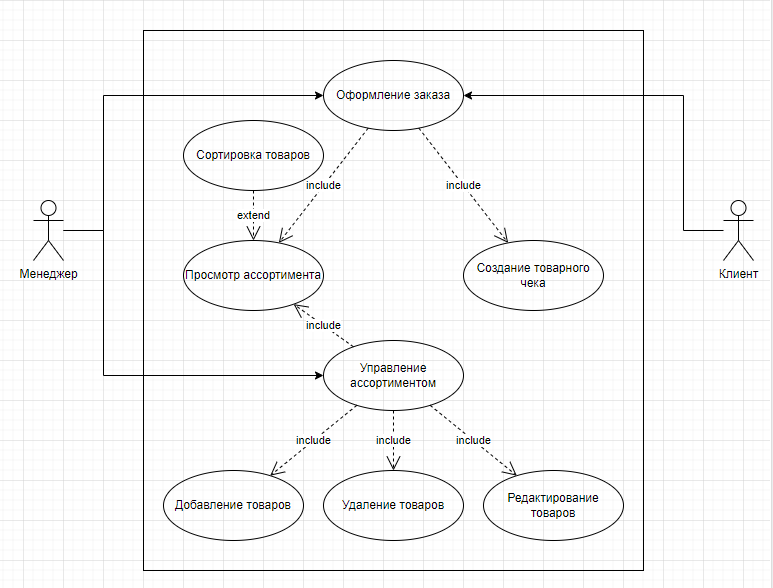 Оформление заказа
Сортировка товаров
include
include
extend
Менеджер
Клиент
Просмотр ассортимента
Создание товарного
чека
include
Управление
ассортиментом
include
include
include
Добавление товаров
Удаление товаров
Редактирование
товаров